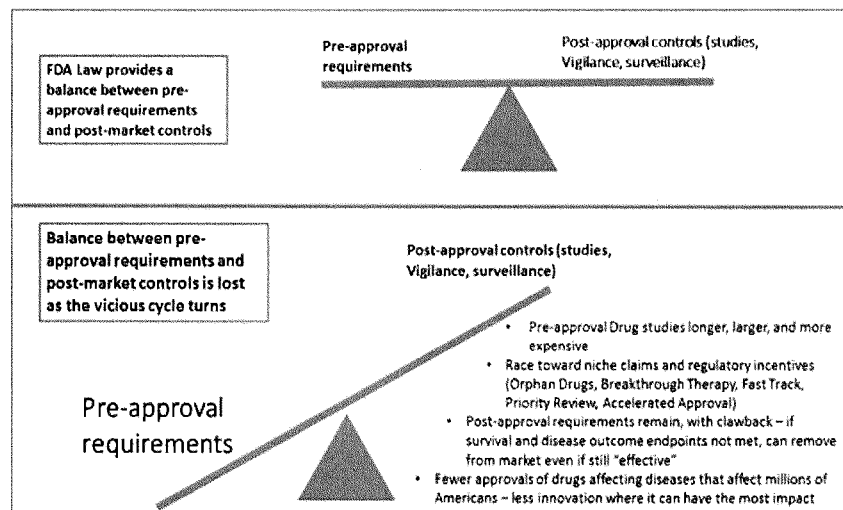 FDA Law provides a
balance between pre-
approval requirements
and post-market controls
Pre-approval
requirements
Post-approval controls (studies,
Vigilance, surveillance)
Balance between pre-
approval requirements and
post-market controls is lost
as the vicious cycle turns
Post-approval controls (studies,
Vigilance, surveillance)
Pre-approval
requirements
• Pre-approval Drug studies longer, larger, and more
expensive
• Race toward niche claims and regulatory incentives
(Orphan Drugs, Breakthrough Therapy, Fast Track,
Priority Review, Accelerated Approval)
• Post-approval requirements remain, with clawback – if
survival and disease outcome endpoints not met, can remove
from market even if still "effective"
• Fewer approvals of drugs affecting diseases that affect millions of
Americans – less innovation where it can have the most impact